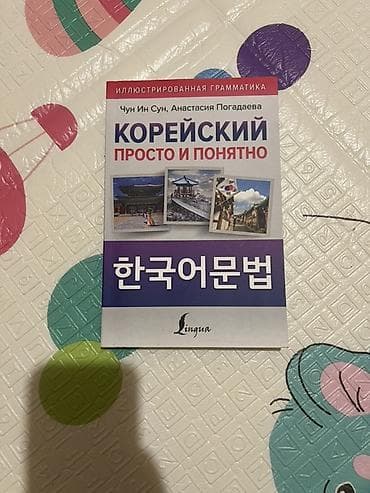 ИЛЛЮСТРИРОВАННАЯ ГРАММАТИКА
Чун Ин Сун, Анастасия Погадаева
КОРЕЙСКИЙ
ПРОСТО И ПОНЯТНО
한국어문법
Lingua